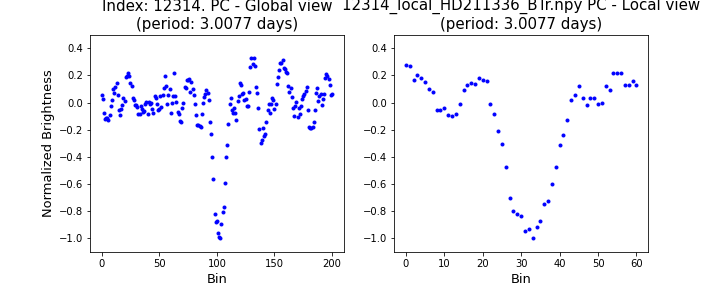 Index: 12314. PC - Global view
(period: 3.0077 days)
12314_local_HD211336_BTr.npy PC - Local view
(period: 3.0077 days)
Normalized Brightness
0.4
0.2
0.0
−0.2
−0.4
−0.6
−0.8
−1.0
0 50 100 150 200
Bin
0.4
0.2
0.0
−0.2
−0.4
−0.6
−0.8
−1.0
0 10 20 30 40 50 60
Bin